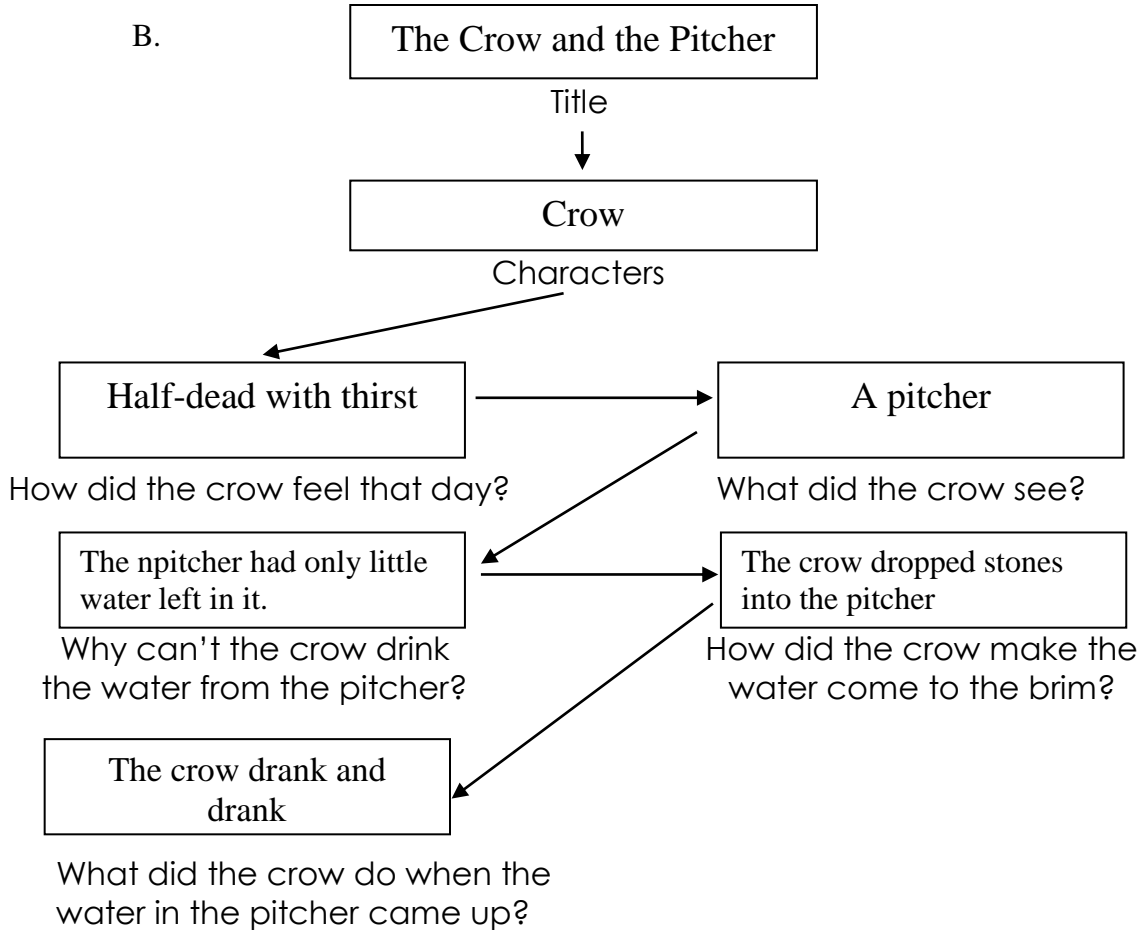 B.
The Crow and the Pitcher
Title
Crow
Characters
Half-dead with thirst
How did the crow feel that day?
A pitcher
What did the crow see?
The npitcher had only little
water left in it.
Why can't the crow drink
the water from the pitcher?
The crow dropped stones
into the pitcher
How did the crow make the
water come to the brim?
The crow drank and
drank
What did the crow do when the
water in the pitcher came up?